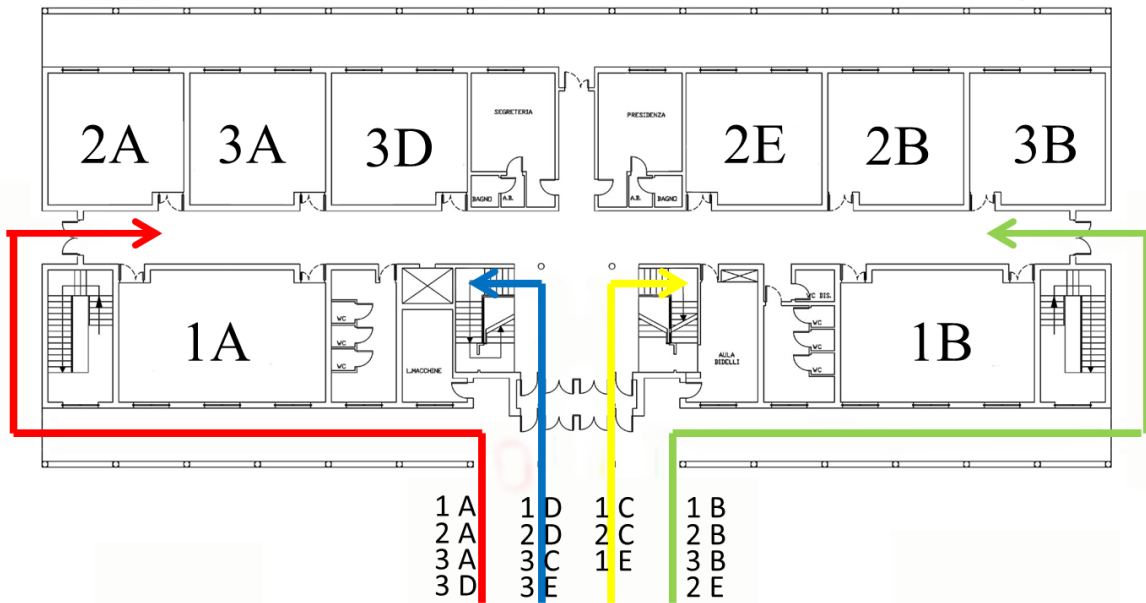 SEGRETERIA
PRESIDENZA
2A
3A
3D
2E
2B
3B
BAGNO
A.B.
A.B.
BAGNO
WC DIS.
WC
WC
WC
WC
WC
WC
1A
1B
L.MACCHINE
AULA
BIDELLI
1 A
2 A
3 A
3 D
1 D
2 D
3 C
3 E
1 C
2 C
1 E
1 B
2 B
3 B
2 E